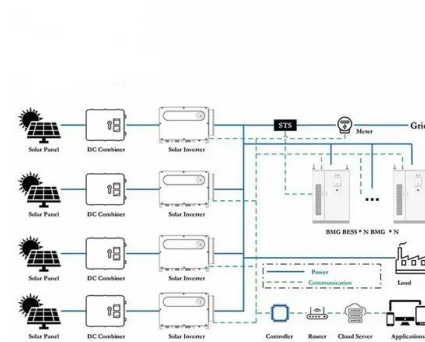 STS
Meter
Gri
Solar Panel DC Combiner Solar Inverter
Solar Panel DC Combiner Solar Inverter
BMG BESS * N BMG * N
Solar Panel DC Combiner Solar Inverter
Power
Communication
Load
Solar Panel DC Combiner Solar Inverter
Controller Router Cloud Server Applications